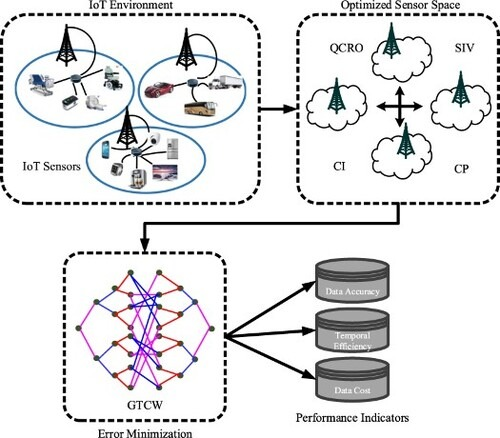 IoT Environment
Optimized Sensor Space
QCRO
SIV
IoT Sensors
CI
CP
Data Accuracy
Temporal
Efficiency
Data Cost
GTCW
Performance Indicators
Error Minimization